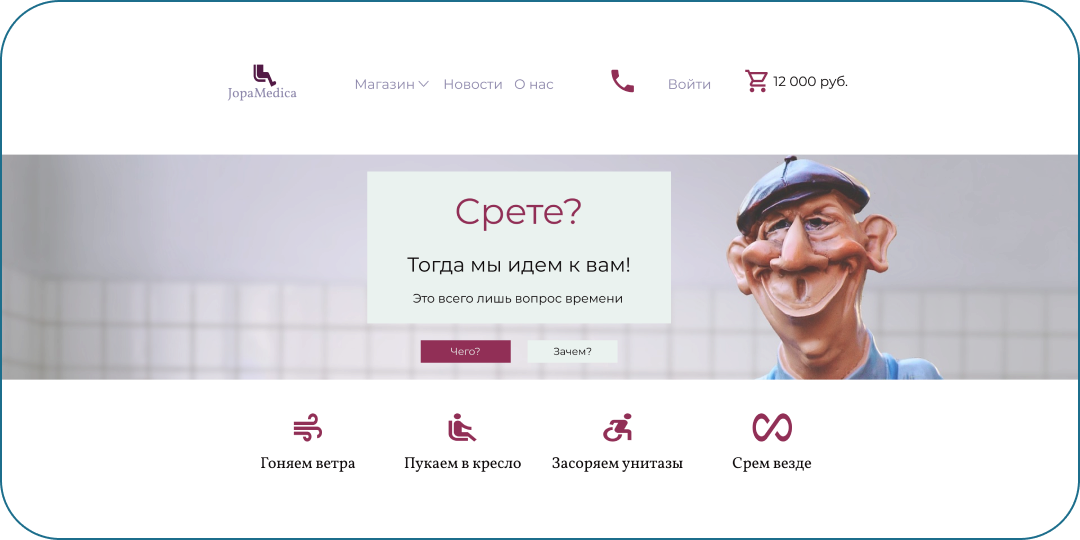 JopaMedica
Магазин
Новости
О нас
Войти
12 000 руб.
Срете?
Тогда мы идем к вам!
Это всего лишь вопрос времени
Чего?
Зачем?
Гоняем ветра
Пукаем в кресло
Засоряем унитазы
Срем везде